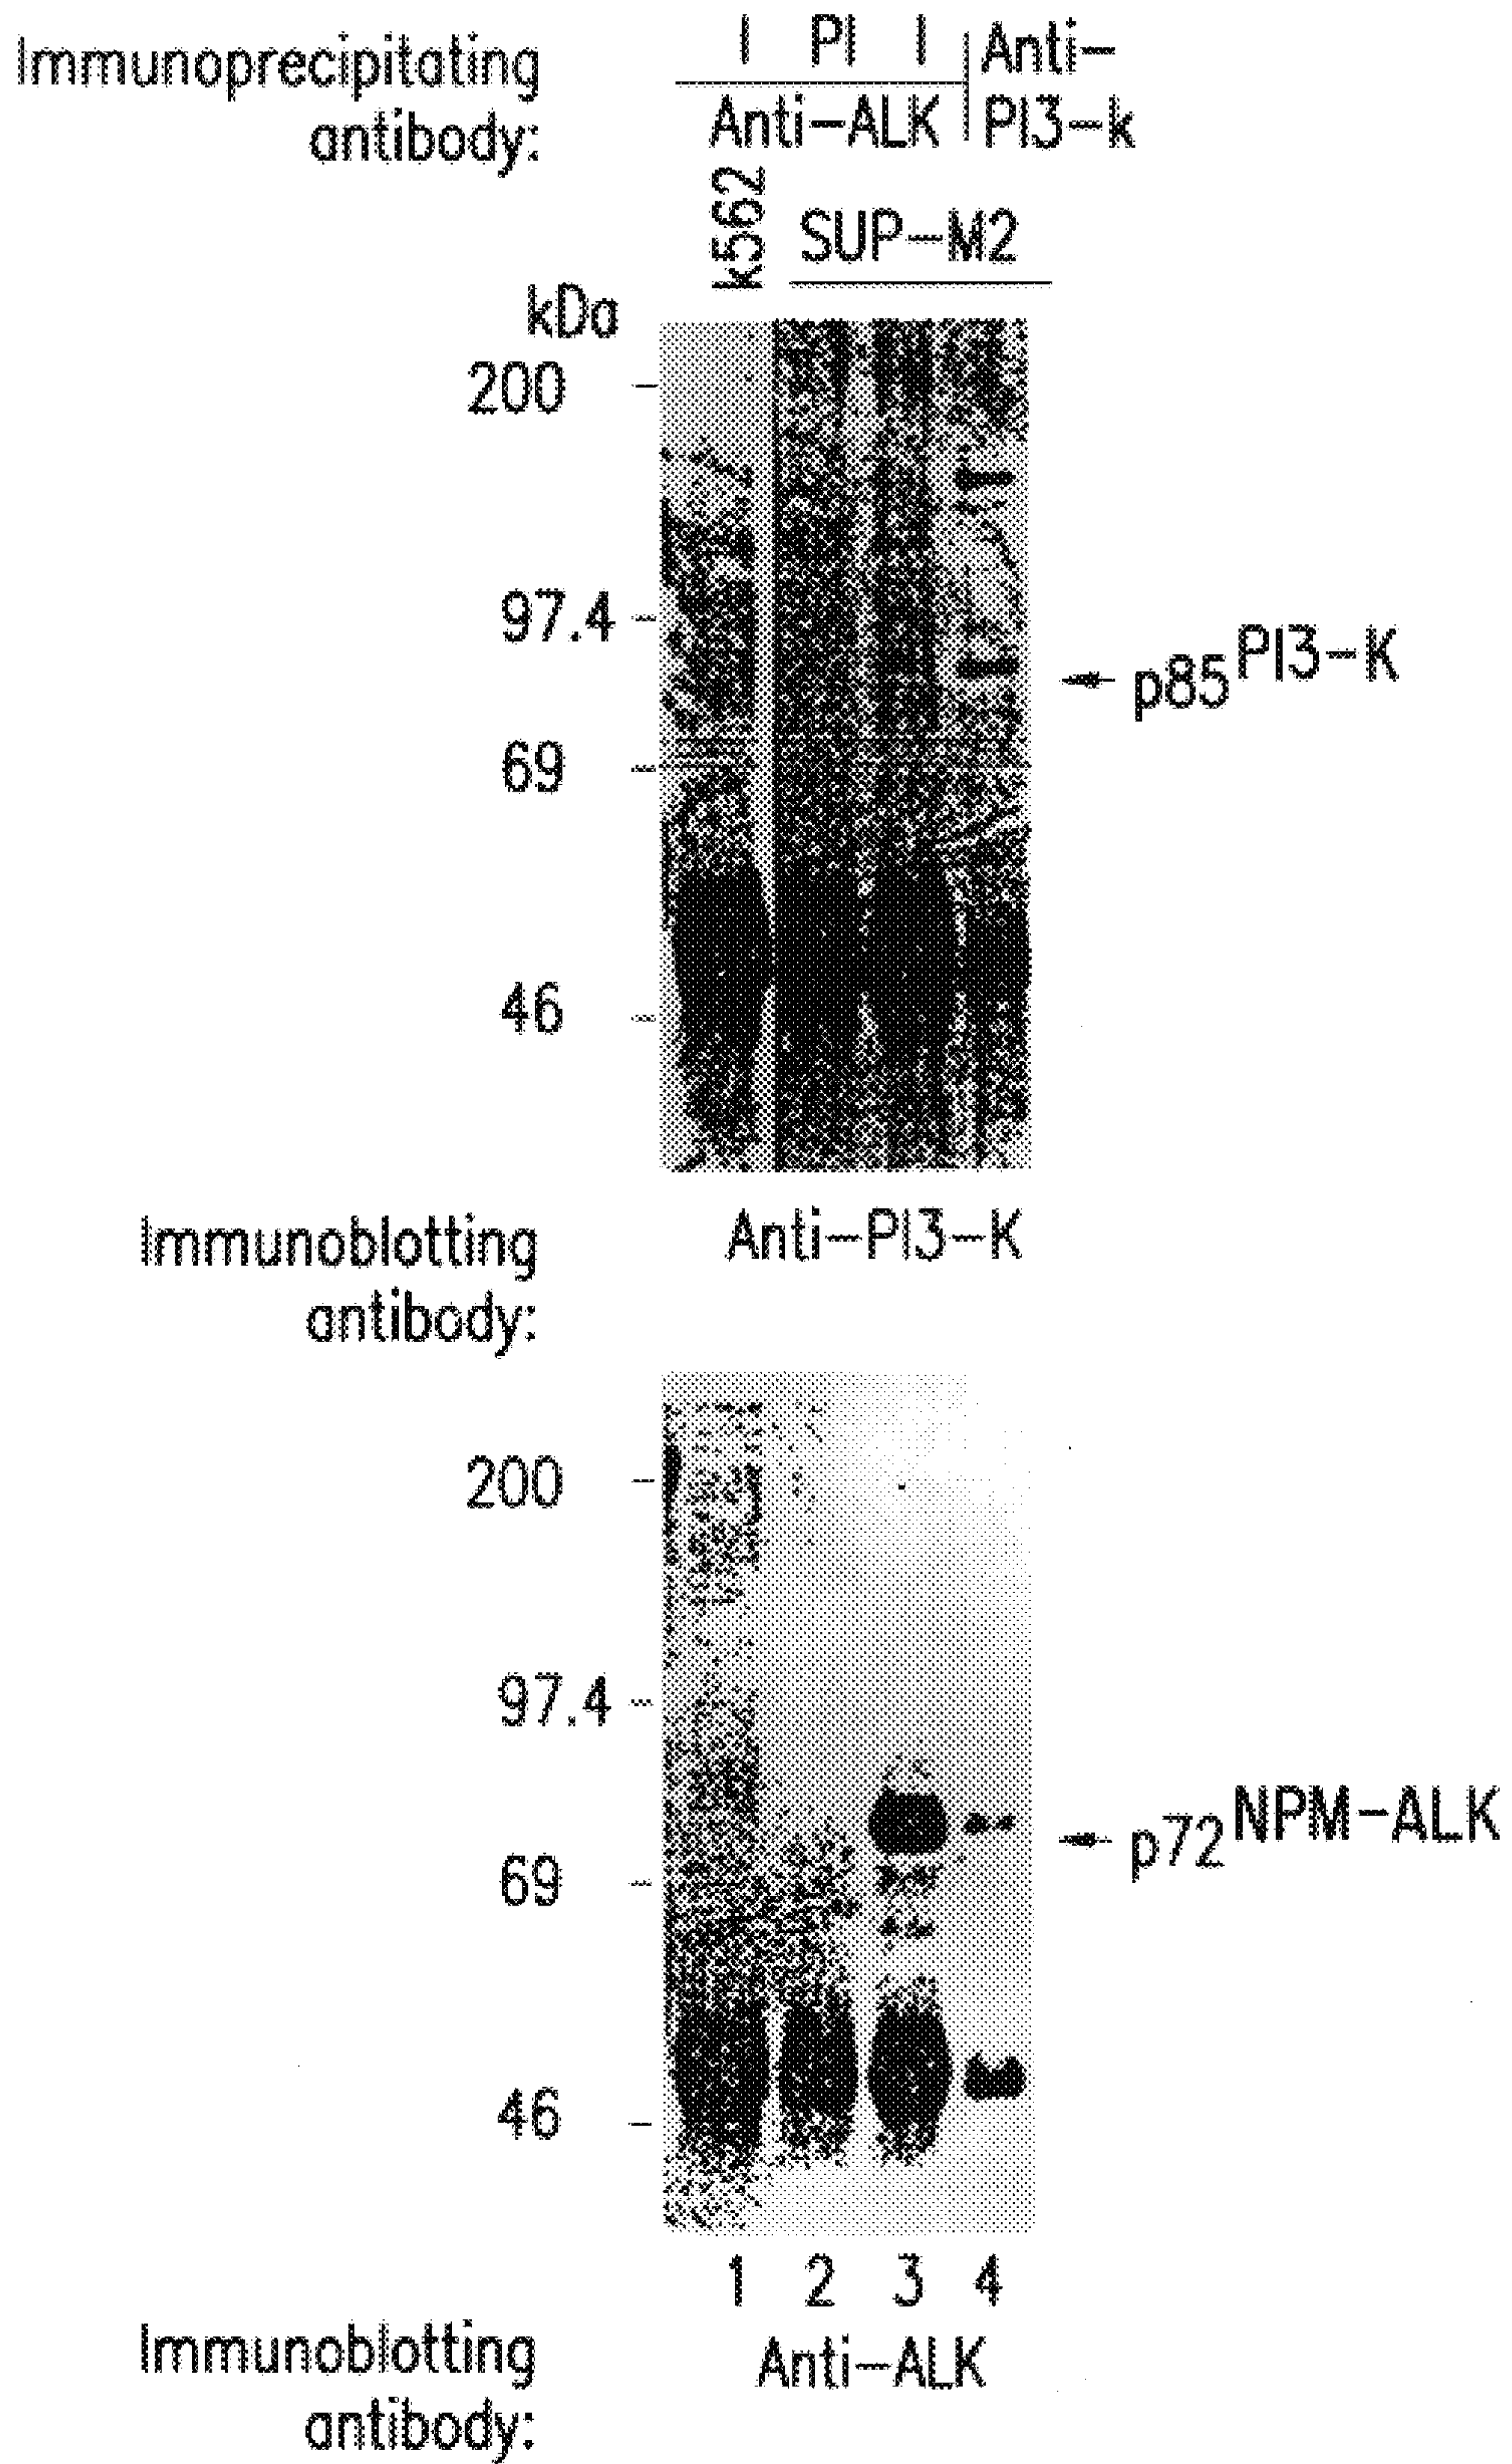 Immunoprecipitating antibody:
I PI I Anti-
Anti-ALK PI3-k
k562
SUP-M2
kDa
200
97.4
p85PI3-K
69
46
Immunoblotting antibody:
Anti-PI3-K
200
97.4
p72NPM-ALK
69
46
1 2 3 4
Immunoblotting antibody:
Anti-ALK